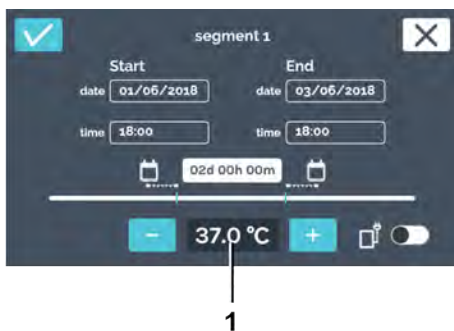 segment 1
Start End
date 01/06/2018 date 03/06/2018
time 18:00 time 18:00
02d 00h 00m
37.0 °C
1